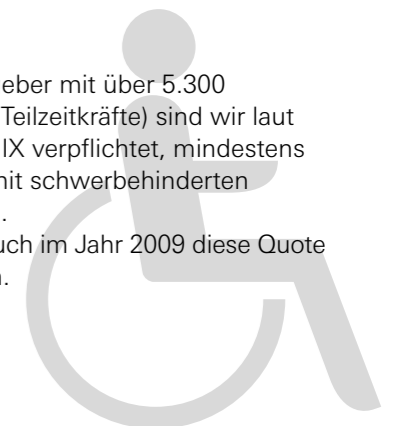 eber mit über 5.300
Teilzeitkräfte) sind wir laut
IX verpflichtet, mindestens
nit schwerbehinderten
.
uch im Jahr 2009 diese Quote
n.